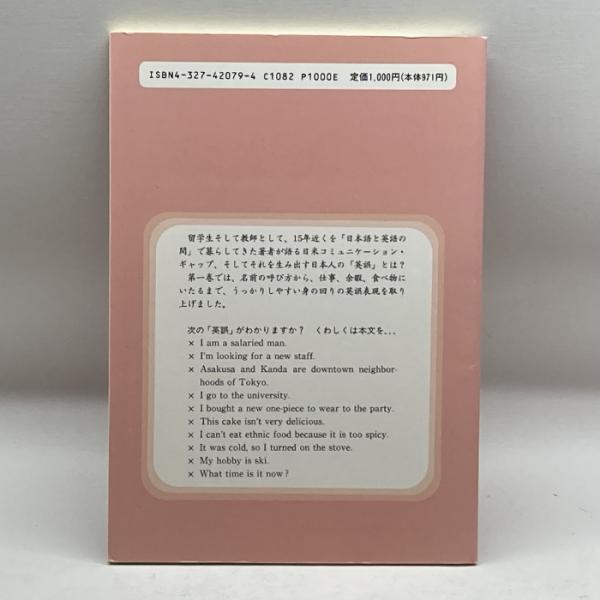 ISBN4-327-42079-4 C1082 P1000E 定価1,000円(本体971円)
留学生そして教師として、15年近くを「日本語と英語の
間」で暮らしてきた著者が語る日米コミュニケーション・
ギャップ、そしてそれを生み出す日本人の「英誤」とは？
第一巻では、名前の呼び方から、仕事、余暇、食べ物に
いたるまで、うっかりしやすい身の回りの英誤表現を取り
上げました。
次の「英誤」がわかりますか？ くわしくは本文を...
× I am a salaried man.
× I'm looking for a new staff.
× Asakusa and Kanda are downtown neighbor-
hoods of Tokyo.
× I go to the university.
× I bought a new one-piece to wear to the party.
× This cake isn't very delicious.
× I can't eat ethnic food because it is too spicy.
× It was cold, so I turned on the stove.
× My hobby is ski.
× What time is it now?